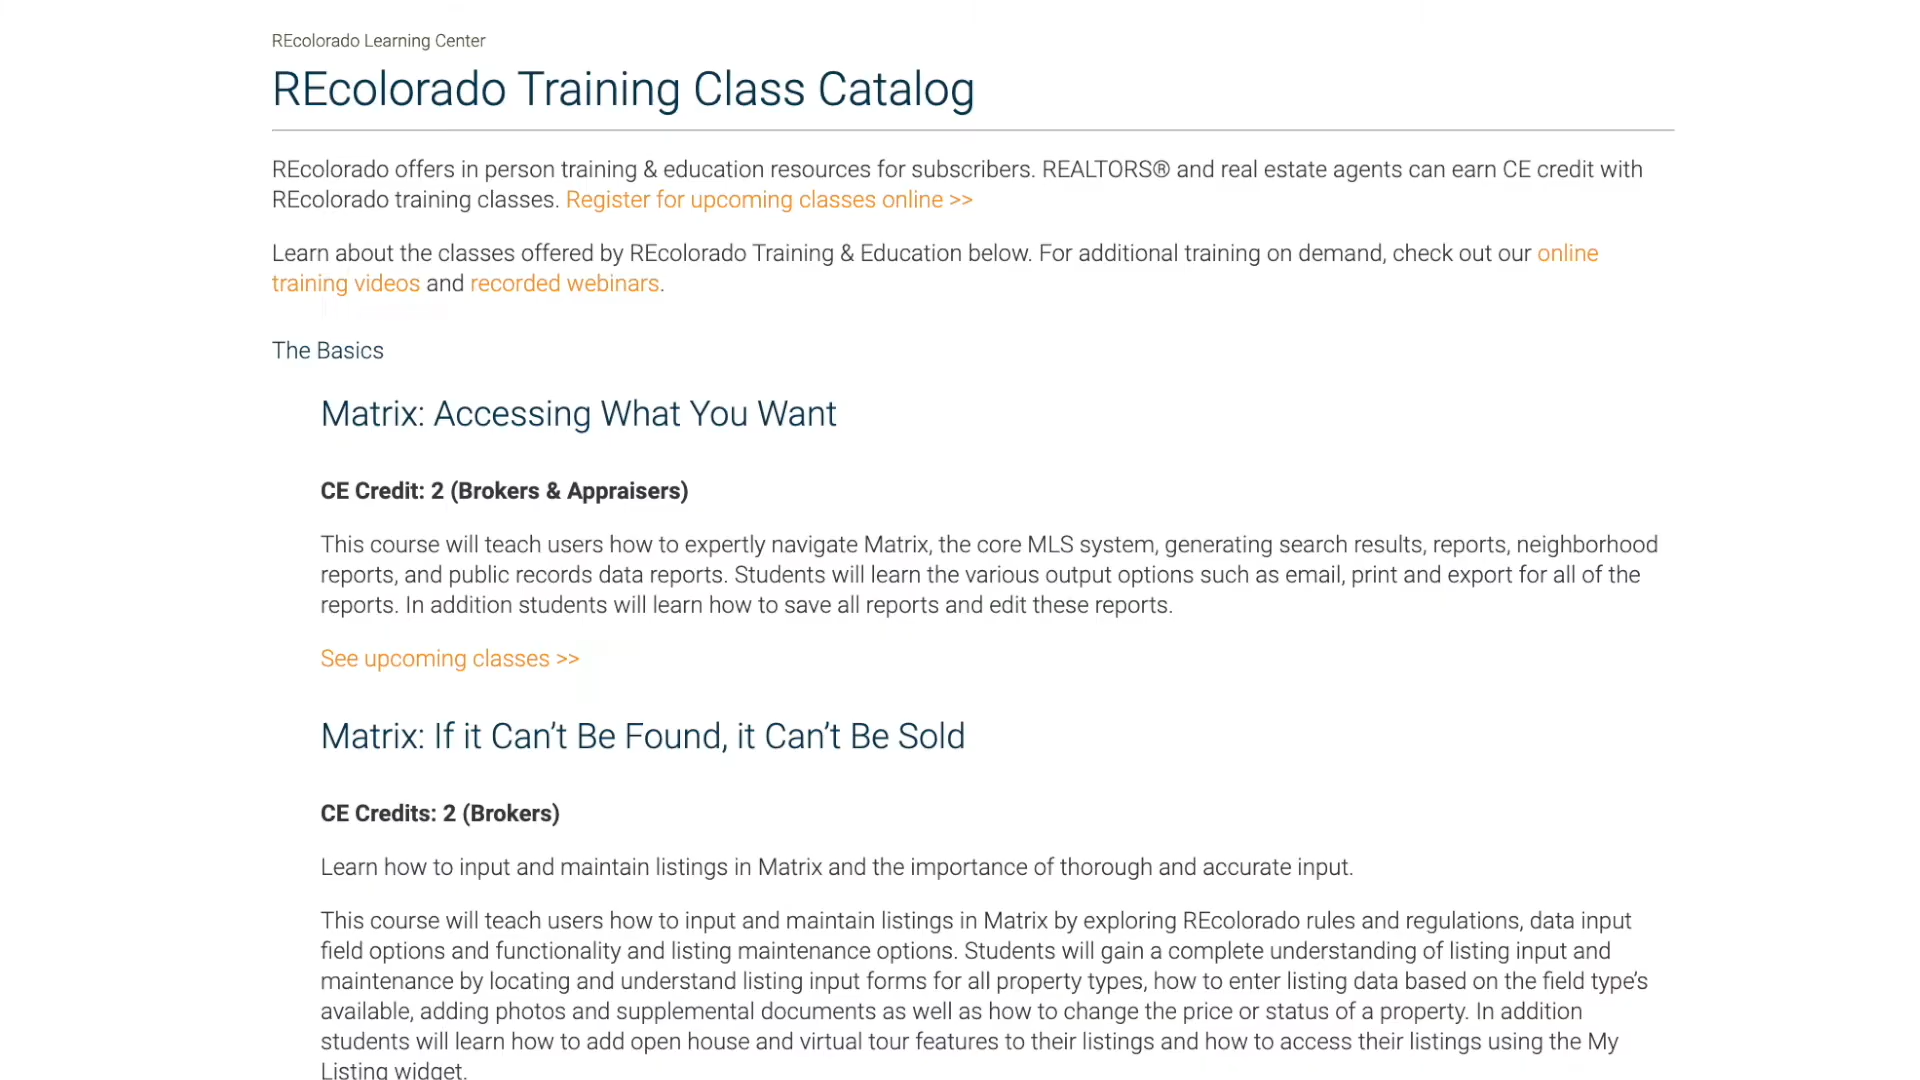 REcolorado Learning Center
REcolorado Training Class Catalog
REcolorado offers in person training & education resources for subscribers. REALTORS® and real estate agents can earn CE credit with
REcolorado training classes. Register for upcoming classes online >>
Learn about the classes offered by REcolorado Training & Education below. For additional training on demand, check out our online
training videos and recorded webinars.
The Basics
Matrix: Accessing What You Want
CE Credit: 2 (Brokers & Appraisers)
This course will teach users how to expertly navigate Matrix, the core MLS system, generating search results, reports, neighborhood
reports, and public records data reports. Students will learn the various output options such as email, print and export for all of the
reports. In addition students will learn how to save all reports and edit these reports.
See upcoming classes >>
Matrix: If it Can’t Be Found, it Can’t Be Sold
CE Credits: 2 (Brokers)
Learn how to input and maintain listings in Matrix and the importance of thorough and accurate input.
This course will teach users how to input and maintain listings in Matrix by exploring REcolorado rules and regulations, data input
field options and functionality and listing maintenance options. Students will gain a complete understanding of listing input and
maintenance by locating and understand listing input forms for all property types, how to enter listing data based on the field type’s
available, adding photos and supplemental documents as well as how to change the price or status of a property. In addition
students will learn how to add open house and virtual tour features to their listings and how to access their listings using the My
Listing widget.